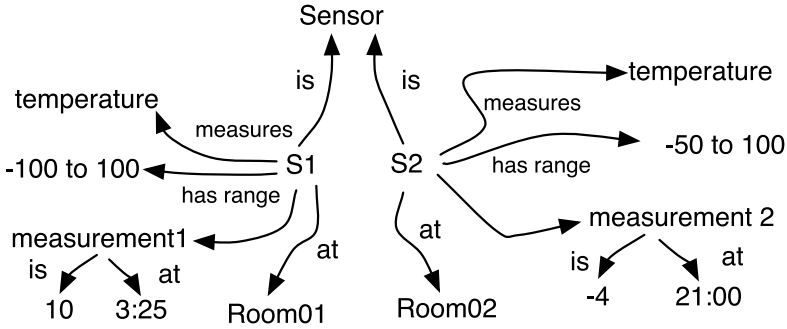 Sensor
is
is
temperature
temperature
measures
measures
-100 to 100
S1
S2
-50 to 100
has range
has range
measurement1
at
at
measurement 2
is
at
is
at
10
3:25
Room01
Room02
-4
21:00